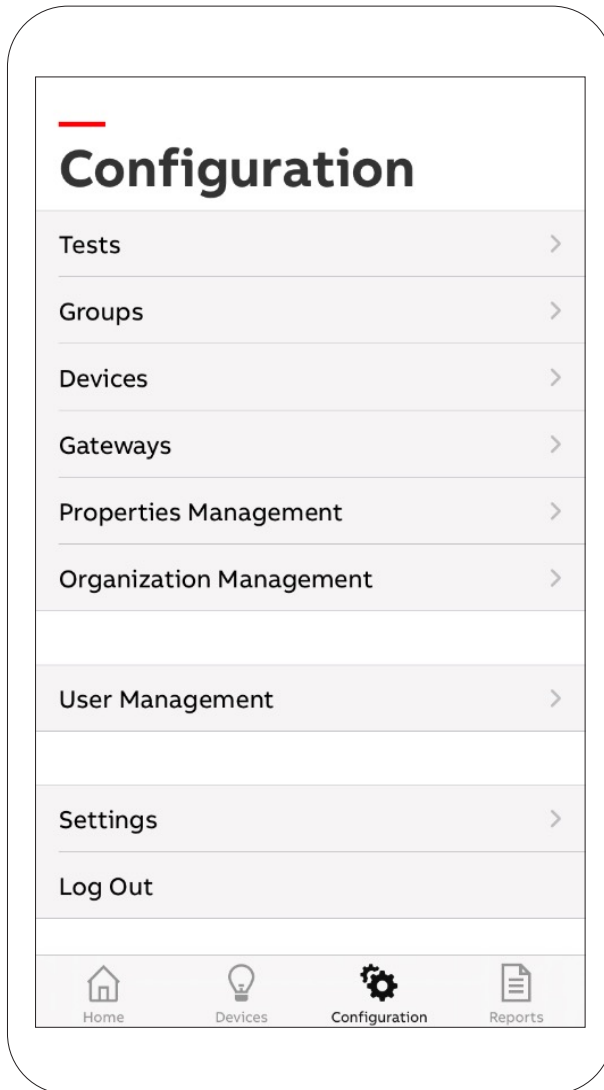 Configuration
Tests
Groups
Devices
Gateways
Properties Management
Organization Management
User Management
Settings
Log Out
Home Devices Configuration Reports